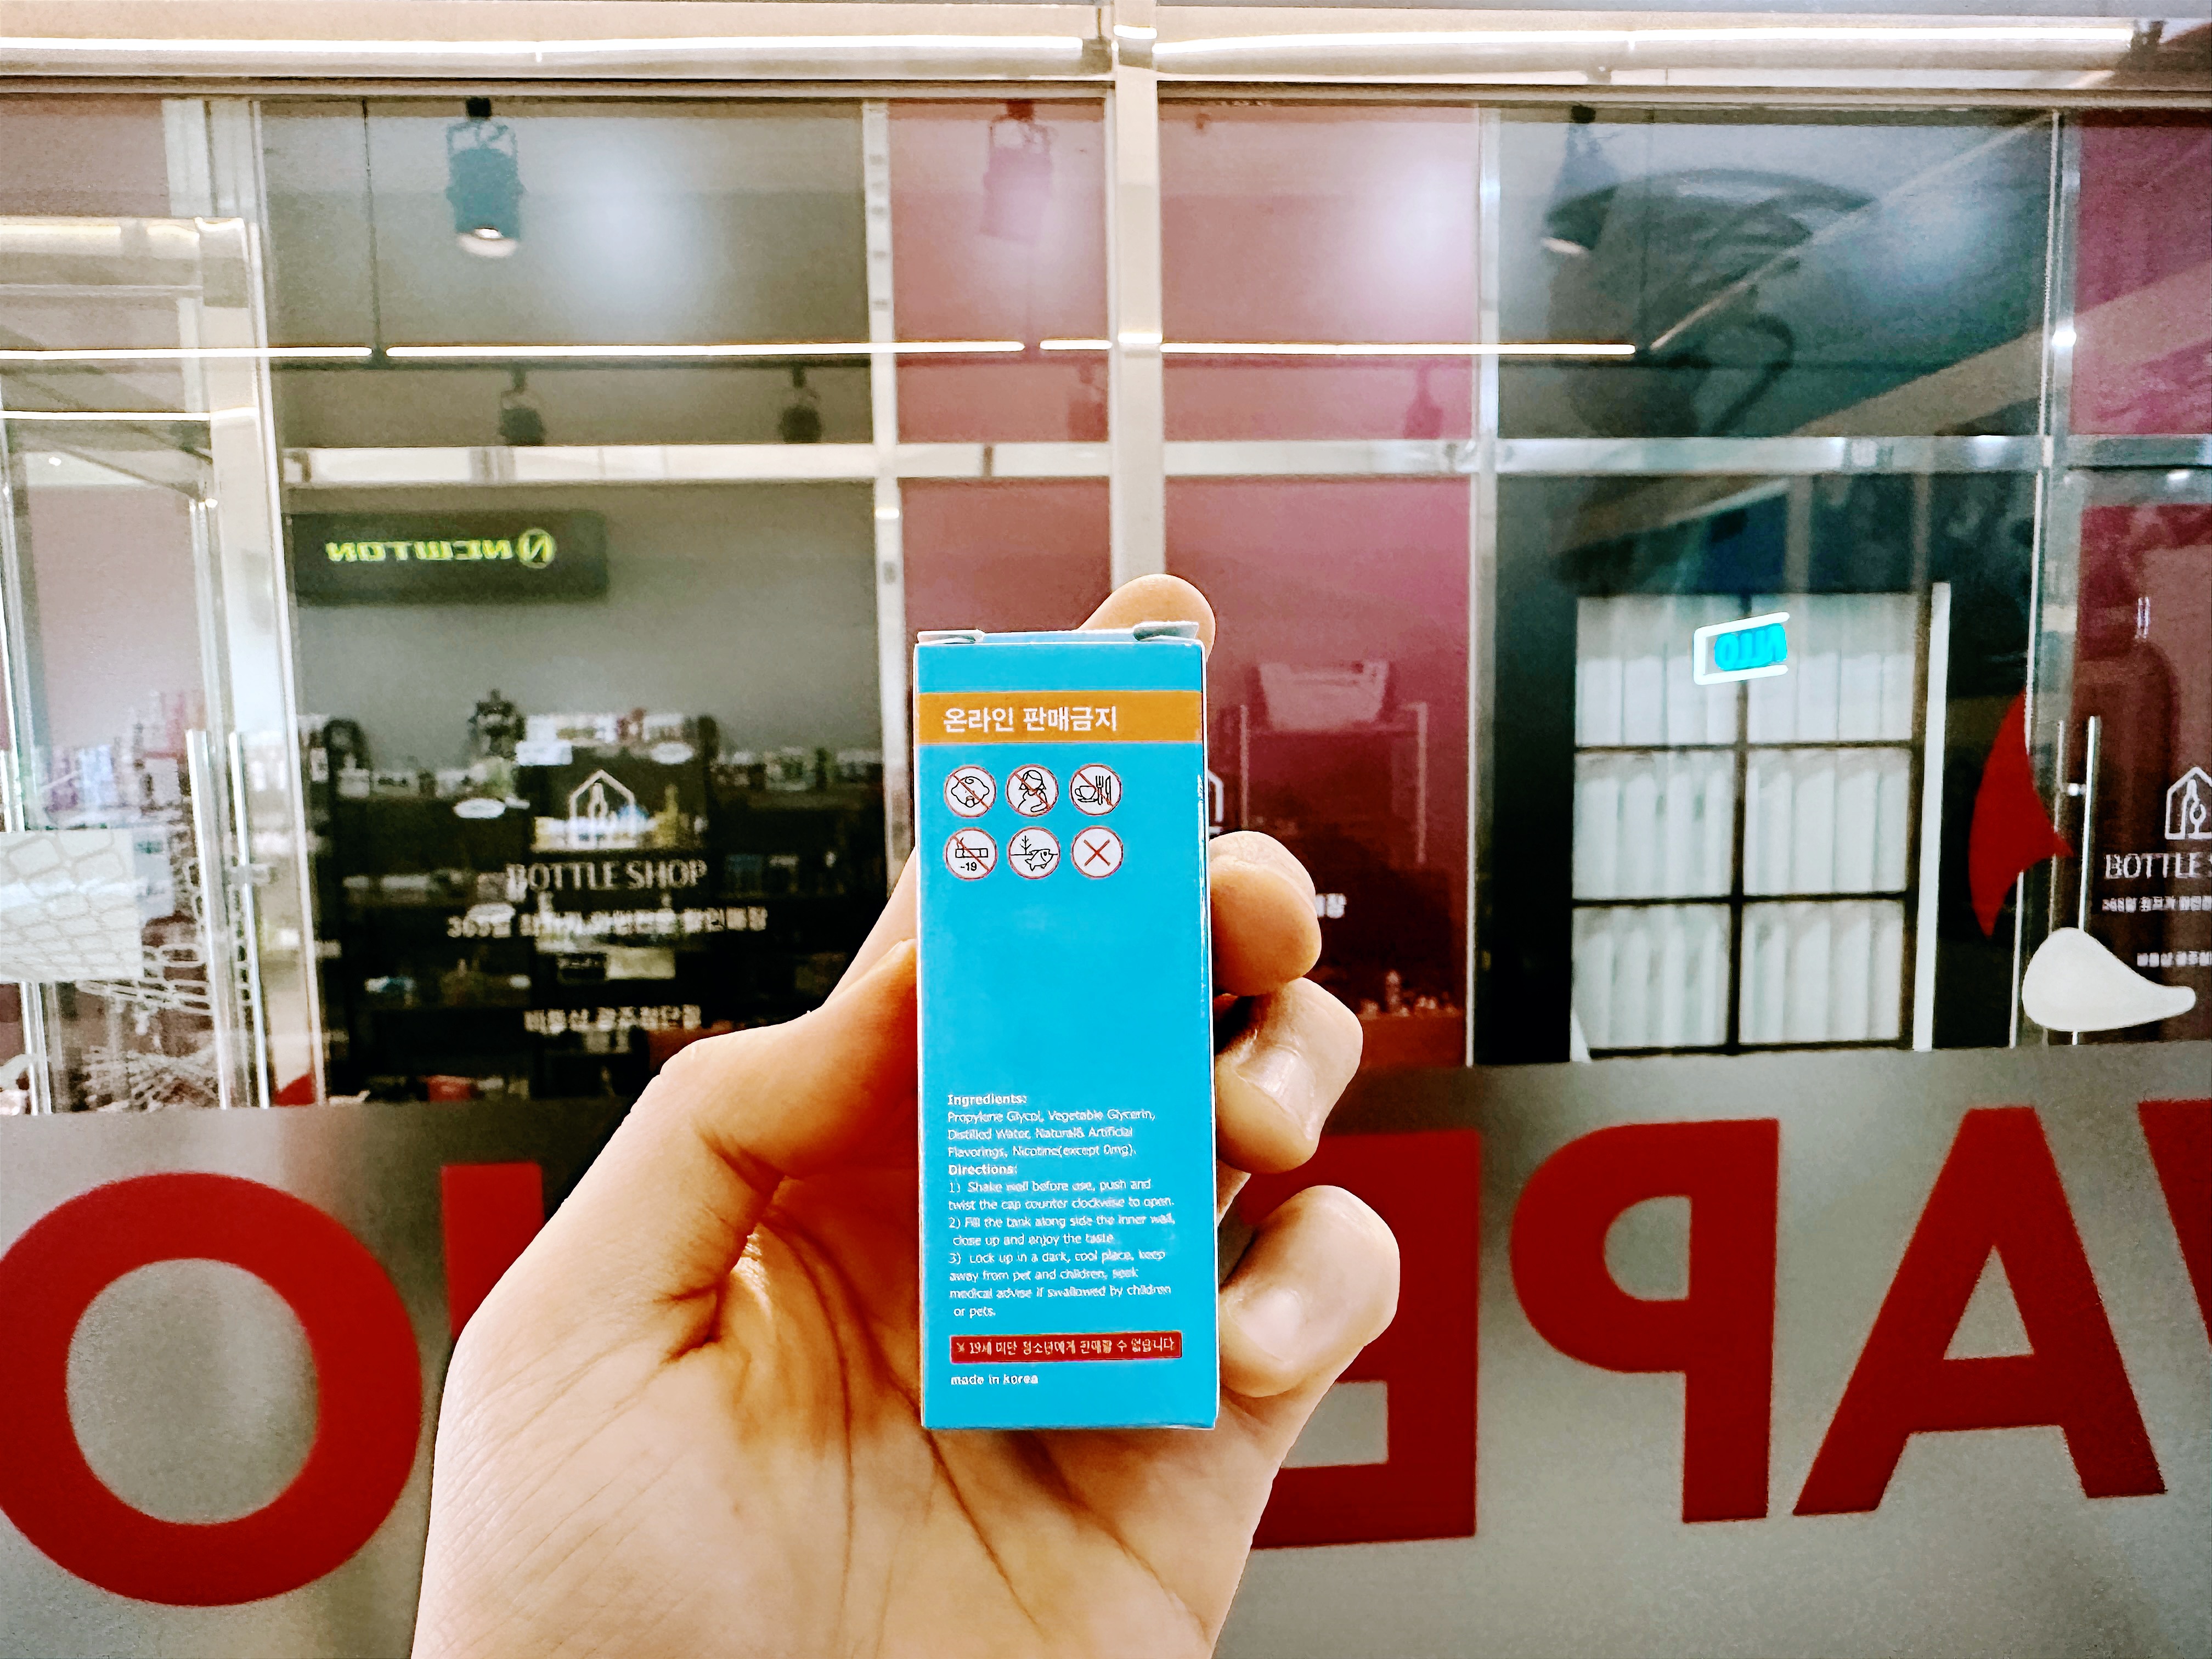 NEWTON
온라인 판매금지
-19
BOTTLE SHOP
BOTTLE
Ingredients:
Propylene Glycol, Vegetable Glycerin,
Distilled Water, Natural& Artificial
Flavorings, Nicotine(except 0mg).
Directions:
1) Shake well before use, push and
twist the cap counter clockwise to open.
2) Fill the tank along side the inner wall,
close up and enjoy the taste
3) Lock up in a dark, cool place, keep
away from pet and children, seek
medical advise if swallowed by children
or pets.
※ 19세 미만 청소년에게 판매할 수 없습니다
made in korea
VAPE